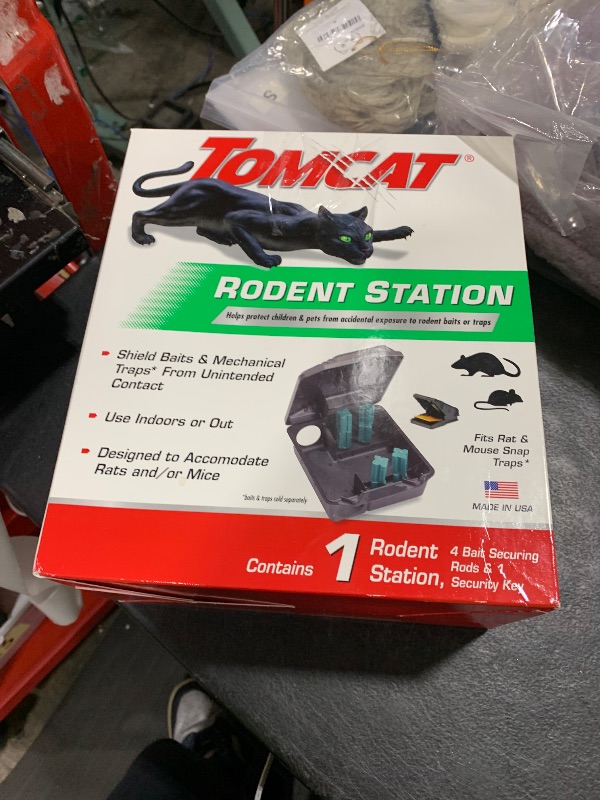 TOMCAT®
RODENT STATION
Helps protect children & pets from accidental exposure to rodent baits or traps
Shield Baits & Mechanical
Traps* From Unintended
Contact
Use Indoors or Out
Designed to Accomodate
Rats and/or Mice
*baits & traps sold separately
Fits Rat &
Mouse Snap
Traps*
MADE IN USA
Contains 1 Rodent
Station,
4 Bait Securing
Rods & 1
Security Key